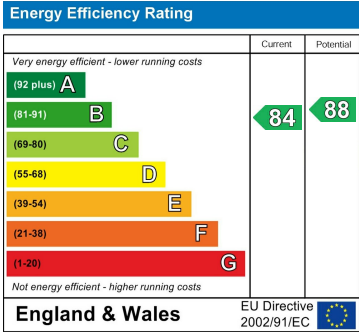 Energy Efficiency Rating
Current Potential
Very energy efficient - lower running costs
(92 plus) A
(81-91) B
84 88
(69-80) C
(55-68) D
(39-54) E
(21-38) F
(1-20) G
Not energy efficient - higher running costs
England & Wales
EU Directive
2002/91/EC